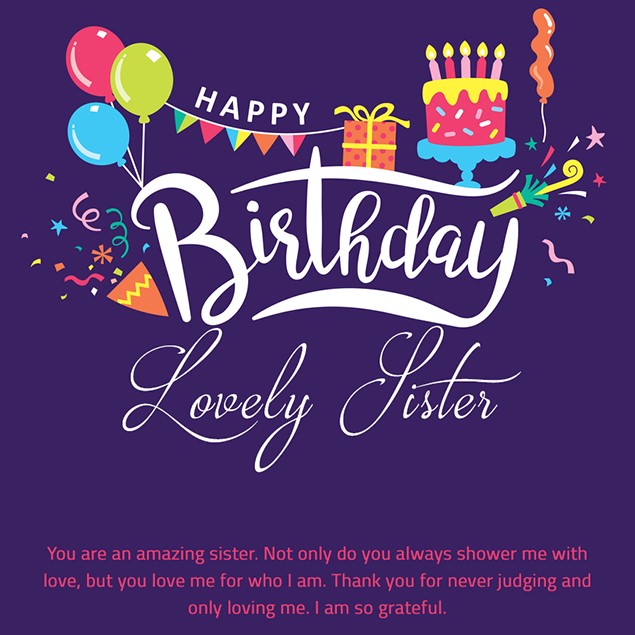 HAPPY
Birthday
Lovely Sister
You are an amazing sister. Not only do you always shower me with
love, but you love me for who I am. Thank you for never judging and
only loving me. I am so grateful.